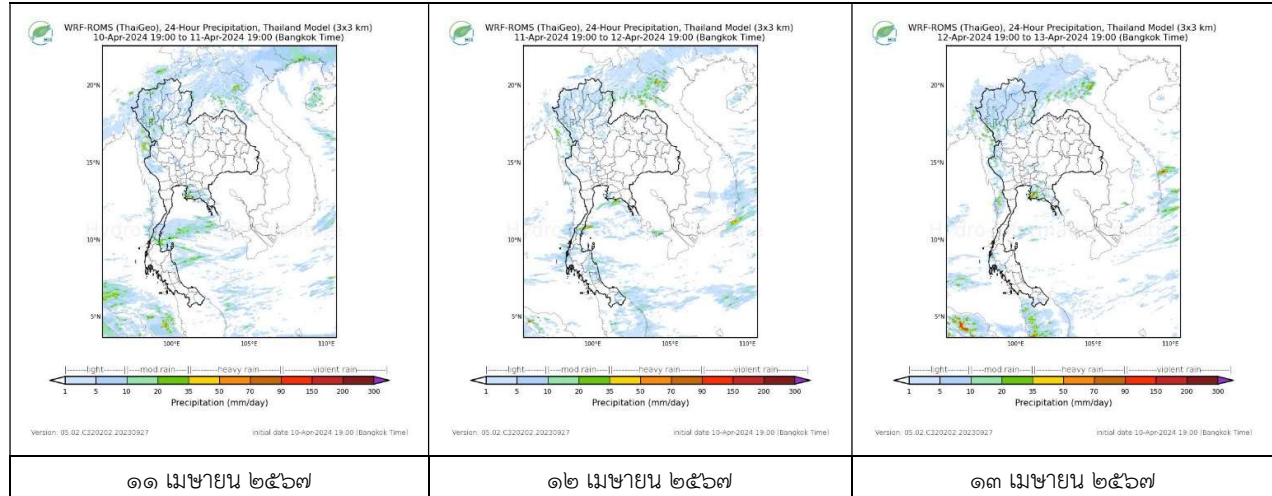 WRF-ROMS (ThaiGeo), 24-Hour Precipitation, Thailand Model (3x3 km)
10-Apr-2024 19:00 to 11-Apr-2024 19:00 (Bangkok Time)
20°N
15°N
10°N
5°N
100°E 105°E 110°E
light mod rain heavy rain violent rain
1 5 10 20 35 50 70 90 150 200 300
Precipitation (mm/day)
Version: 05.02.C320202.20230927 initial date 10-Apr-2024 19:00 (Bangkok Time)
๑๑ เมษายน ๒๕๖๗
WRF-ROMS (ThaiGeo), 24-Hour Precipitation, Thailand Model (3x3 km)
11-Apr-2024 19:00 to 12-Apr-2024 19:00 (Bangkok Time)
20°N
15°N
10°N
5°N
100°E 105°E 110°E
light mod rain heavy rain violent rain
1 5 10 20 35 50 70 90 150 200 300
Precipitation (mm/day)
Version: 05.02.C320202.20230927 initial date 10-Apr-2024 19:00 (Bangkok Time)
๑๒ เมษายน ๒๕๖๗
WRF-ROMS (ThaiGeo), 24-Hour Precipitation, Thailand Model (3x3 km)
12-Apr-2024 19:00 to 13-Apr-2024 19:00 (Bangkok Time)
20°N
15°N
10°N
5°N
100°E 105°E 110°E
light mod rain heavy rain violent rain
1 5 10 20 35 50 70 90 150 200 300
Precipitation (mm/day)
Version: 05.02.C320202.20230927 initial date 10-Apr-2024 19:00 (Bangkok Time)
๑๓ เมษายน ๒๕๖๗